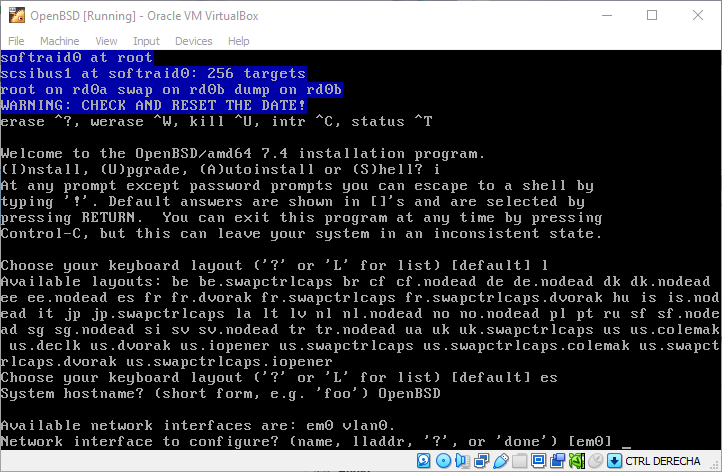 OpenBSD [Running] - Oracle VM VirtualBox
File Machine View Input Devices Help
softraid0 at root
scsibus1 at softraid0: 256 targets
root on rd0a swap on rd0b dump on rd0b
WARNING: CHECK AND RESET THE DATE!
erase ^?, werase ^W, kill ^U, intr ^C, status ^T
Welcome to the OpenBSD/amd64 7.4 installation program.
(I)nstall, (U)pgrade, (A)utoinstall or (S)hell? i
At any prompt except password prompts you can escape to a shell by
typing '!'. Default answers are shown in []'s and are selected by
pressing RETURN.  You can exit this program at any time by pressing
Control-C, but this can leave your system in an inconsistent state.
Choose your keyboard layout ('?' or 'L' for list) [default] l
Available layouts: be be.swapctrlcaps br cf cf.nodead de de.nodead dk dk.nodead
ee ee.nodead es fr fr.dvorak fr.swapctrlcaps fr.swapctrlcaps.dvorak hu is is.nod
ead it jp jp.swapctrlcaps la lt lv nl nl.nodead no no.nodead pl pt ru sf sf.node
ad sg sg.nodead si sv sv.nodead tr tr.nodead ua uk uk.swapctrlcaps us us.colemak
 us.declk us.dvorak us.iopener us.swapctrlcaps us.swapctrlcaps.colemak us.swapct
rlcaps.dvorak us.swapctrlcaps.iopener
Choose your keyboard layout ('?' or 'L' for list) [default] es
System hostname? (short form, e.g. 'foo') OpenBSD
Available network interfaces are: em0 vlan0.
Network interface to configure? (name, lladdr, '?', or 'done') [em0] _
CTRL DERECHA